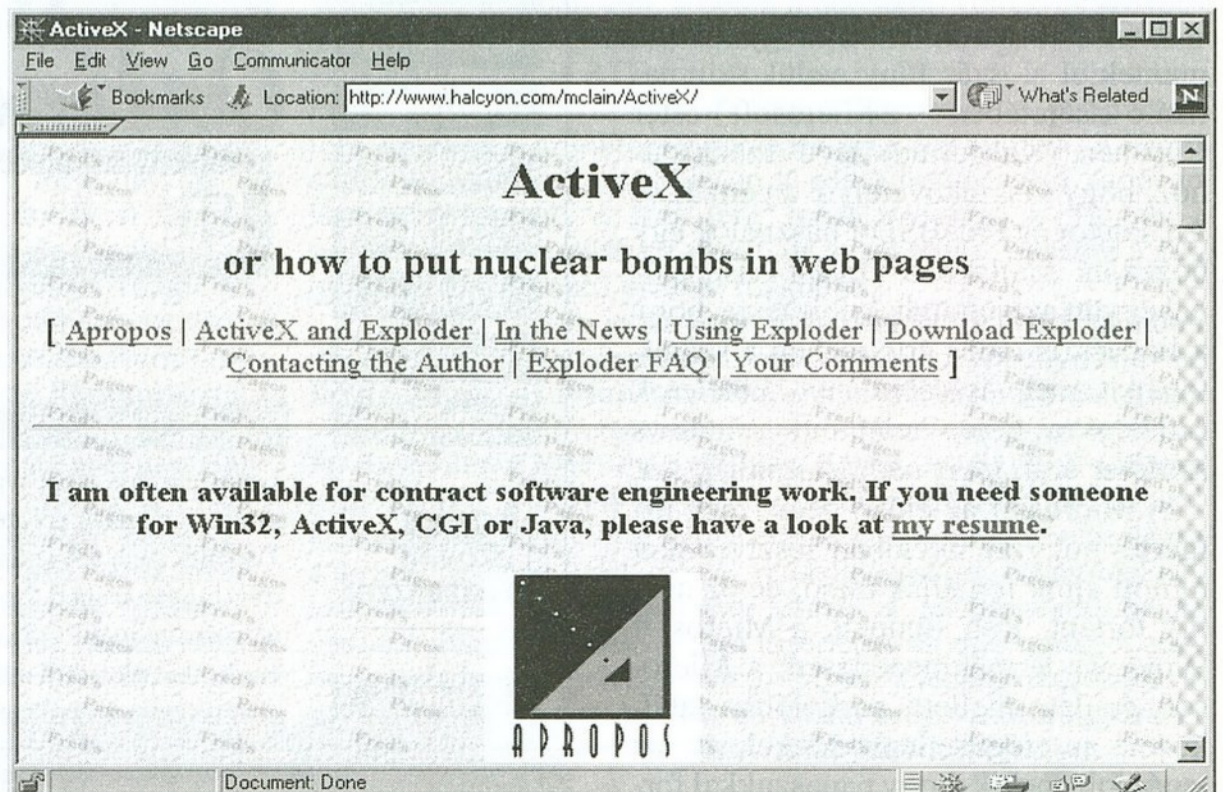 ActiveX - Netscape
File Edit View Go Communicator Help
Bookmarks Location: http://www.halcyon.com/mclain/ActiveX/ What's Related N
ActiveX
or how to put nuclear bombs in web pages
[ Apropos | ActiveX and Exploder | In the News | Using Exploder | Download Exploder |
Contacting the Author | Exploder FAQ | Your Comments ]
I am often available for contract software engineering work. If you need someone
for Win32, ActiveX, CGI or Java, please have a look at my resume.
APROPOS
Document: Done